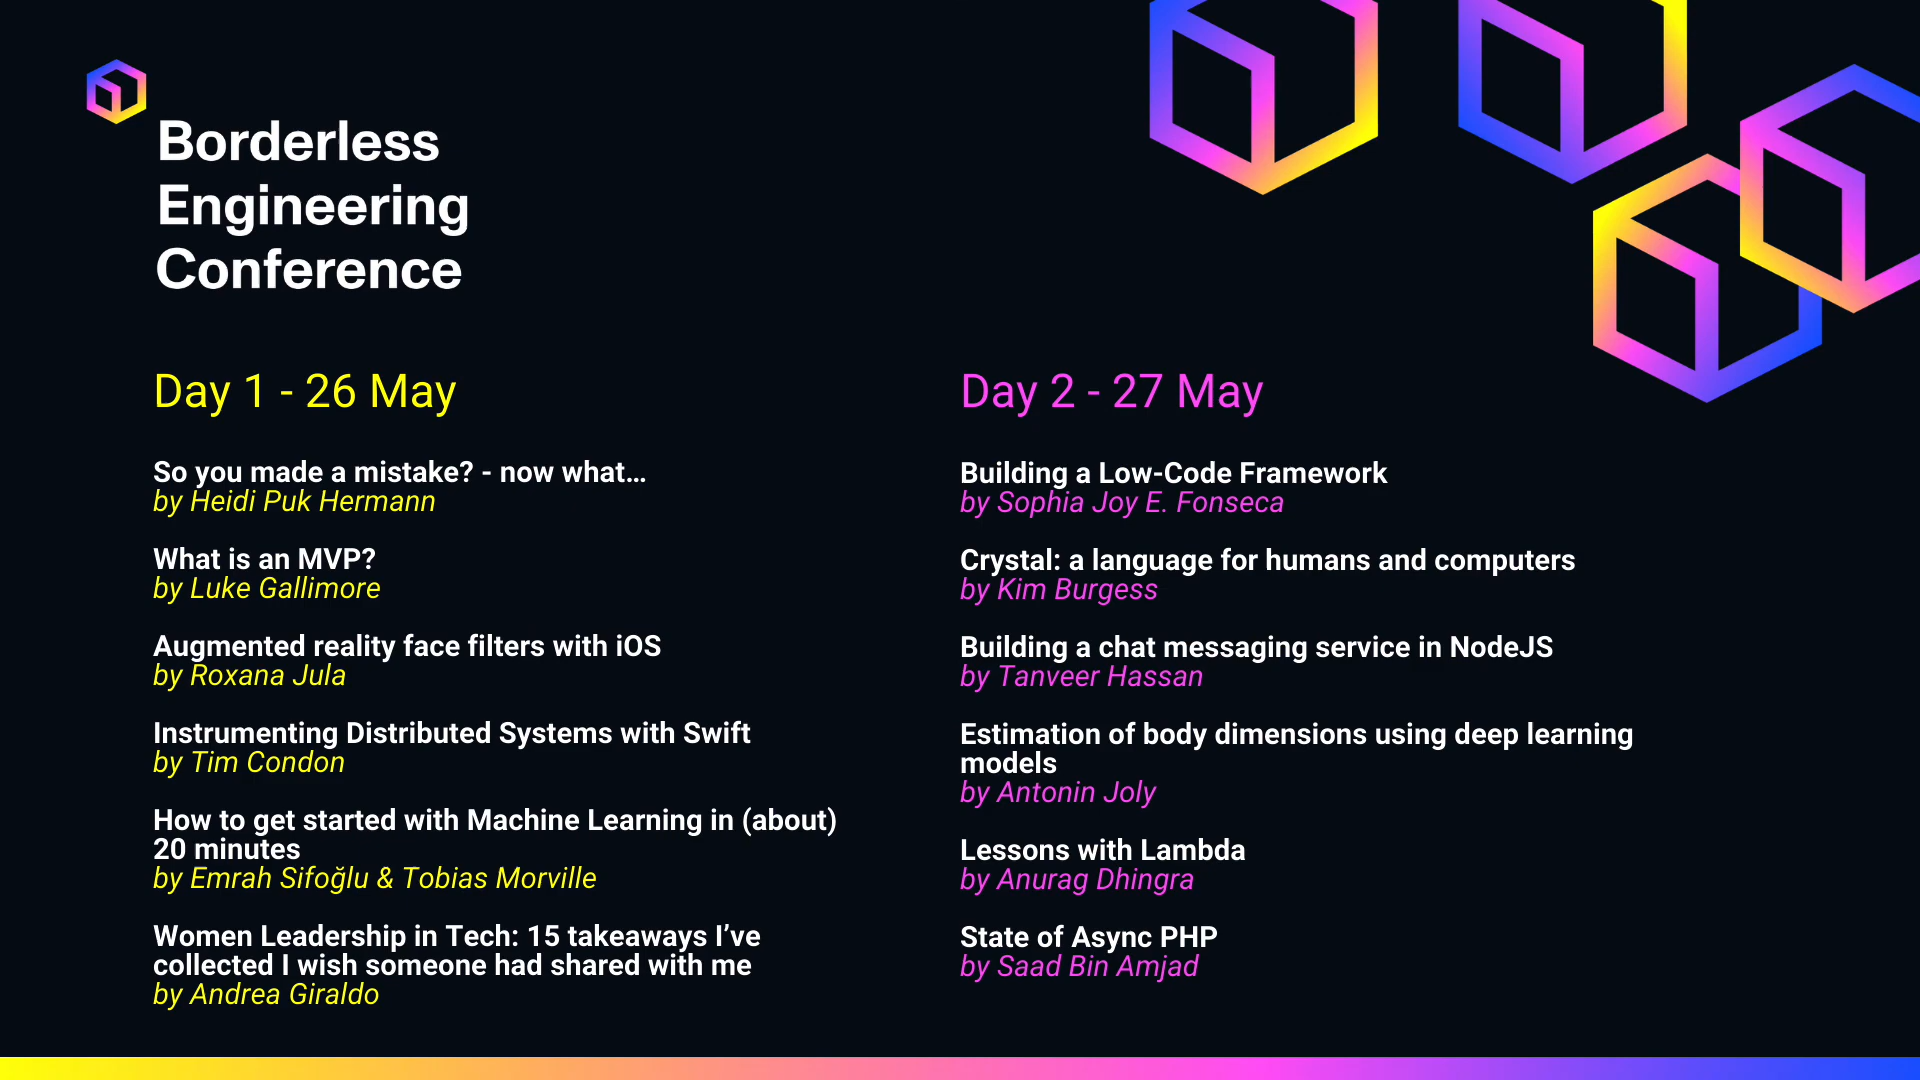 Borderless
Engineering
Conference
Day 1 - 26 May
So you made a mistake? - now what...
by Heidi Puk Hermann
What is an MVP?
by Luke Gallimore
Augmented reality face filters with iOS
by Roxana Jula
Instrumenting Distributed Systems with Swift
by Tim Condon
How to get started with Machine Learning in (about)
20 minutes
by Emrah Sifoğlu & Tobias Morville
Women Leadership in Tech: 15 takeaways I’ve
collected I wish someone had shared with me
by Andrea Giraldo
Day 2 - 27 May
Building a Low-Code Framework
by Sophia Joy E. Fonseca
Crystal: a language for humans and computers
by Kim Burgess
Building a chat messaging service in NodeJS
by Tanveer Hassan
Estimation of body dimensions using deep learning
models
by Antonin Joly
Lessons with Lambda
by Anurag Dhingra
State of Async PHP
by Saad Bin Amjad